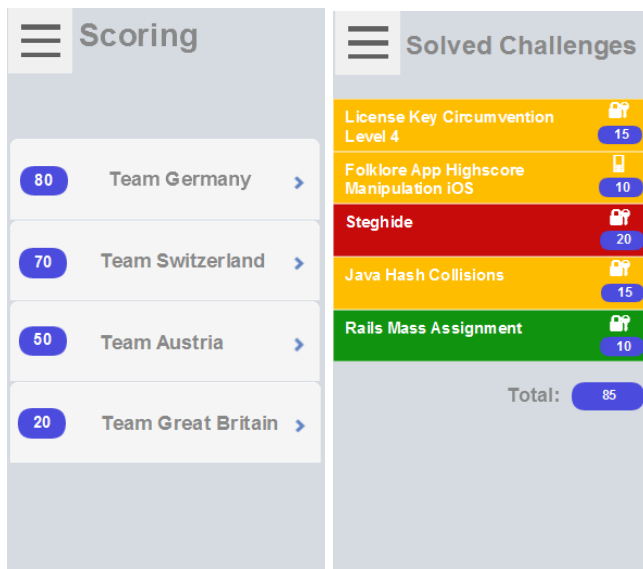 Scoring
80 Team Germany
70 Team Switzerland
50 Team Austria
20 Team Great Britain
Solved Challenges
License Key Circumvention
Level 4
15
Folklore App Highscore
Manipulation iOS
10
Steghide
20
Java Hash Collisions
15
Rails Mass Assignment
10
Total: 85